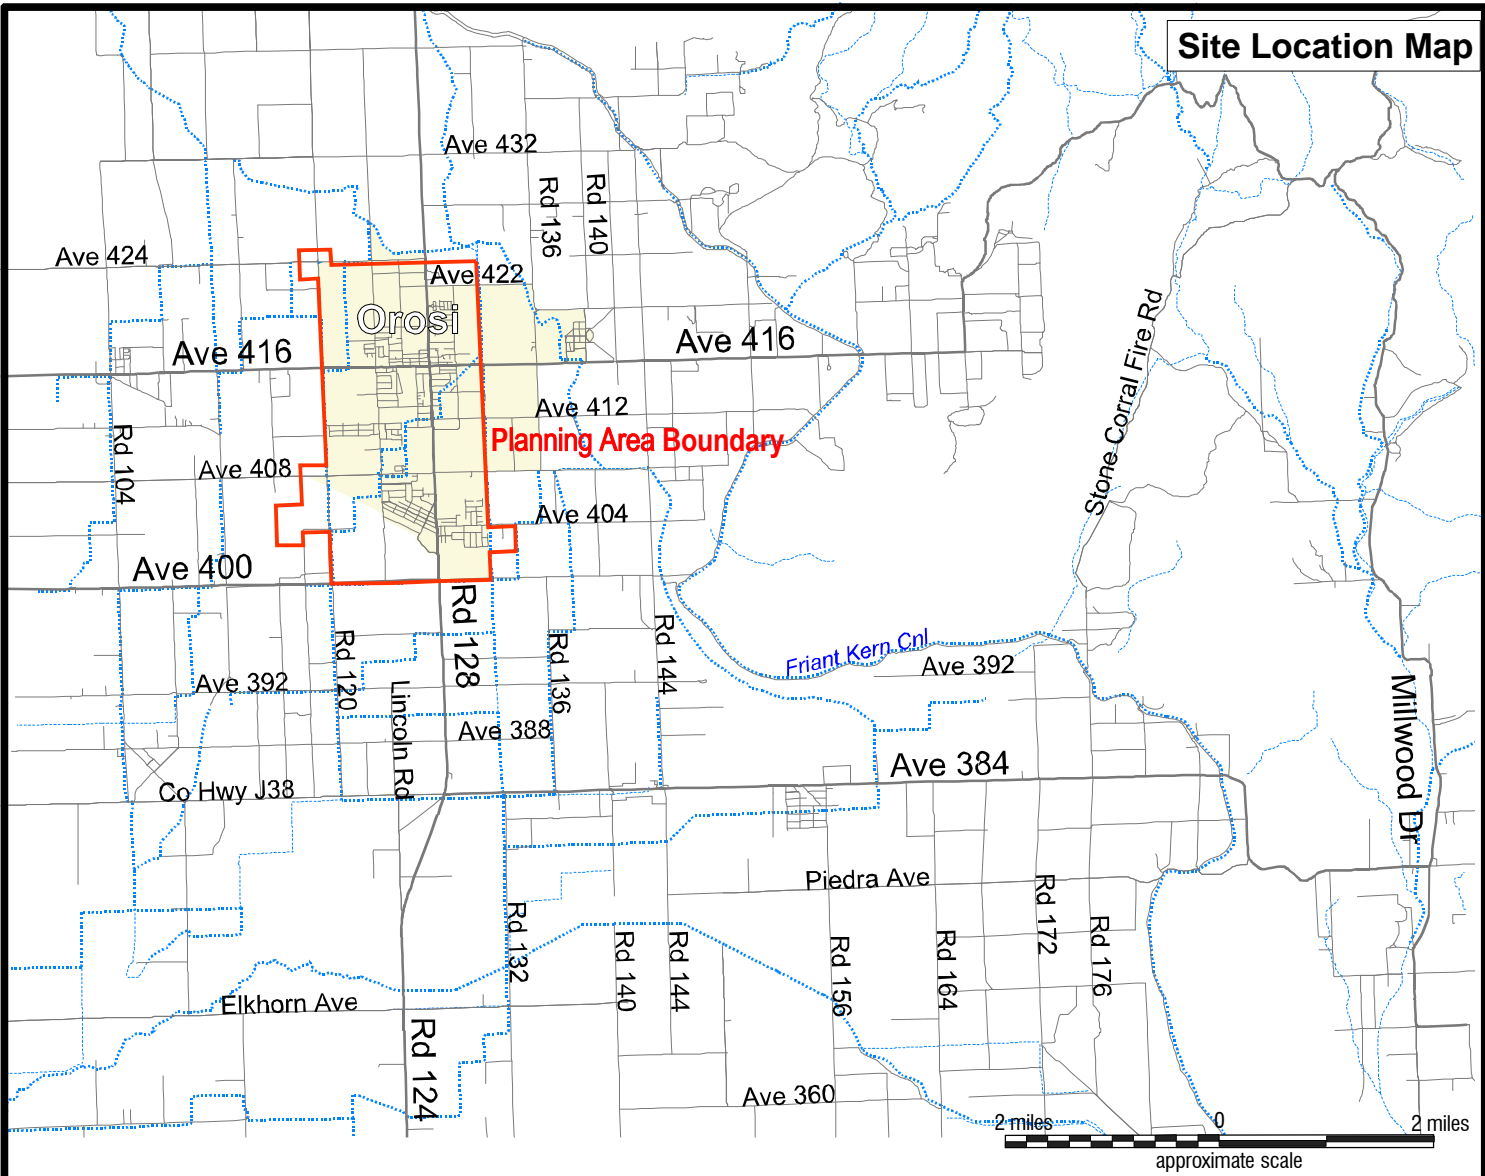 Site Location Map
Ave 432
Rd 136
Rd 140
Ave 424
Ave 422
Orosi
Ave 416
Ave 416
Stone Corral Fire Rd
Ave 412
Planning Area Boundary
Rd 104
Ave 408
Ave 404
Ave 400
Rd 128
Rd 120
Rd 136
Rd 144
Friant Kern Cnl
Ave 392
Ave 392
Lincoln Rd
Millwood Dr
Ave 388
Ave 384
Co Hwy J38
Piedra Ave
Rd 132
Rd 140
Rd 144
Rd 156
Rd 164
Rd 172
Rd 176
Elkhorn Ave
Rd 124
Ave 360
2 miles 0 2 miles
approximate scale